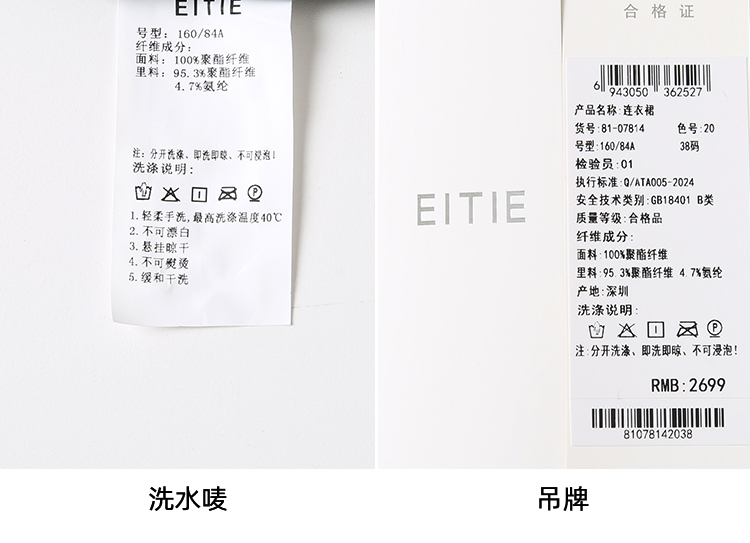 EITIE
号型: 160/84A
纤维成分:
面料: 100%聚酯纤维
里料: 95.3%聚酯纤维
4.7%氨纶
注: 分开洗涤、即洗即晾、不可浸泡!
洗涤说明:
1.轻柔手洗,最高洗涤温度40℃
2.不可漂白
3.悬挂晾干
4.不可熨烫
5.缓和干洗
EITIE
合格证
6 943050 362527
产品名称:连衣裙
货号:81-07814 色号:20
号型:160/84A 38码
检验员:01
执行标准:Q/ATA005-2024
安全技术类别:GB18401 B类
质量等级:合格品
纤维成分:
面料:100%聚酯纤维
里料:95.3%聚酯纤维 4.7%氨纶
产地:深圳
洗涤说明:
注:分开洗涤、即洗即晾、不可浸泡!
RMB:2699
81078142038
洗水唛
吊牌